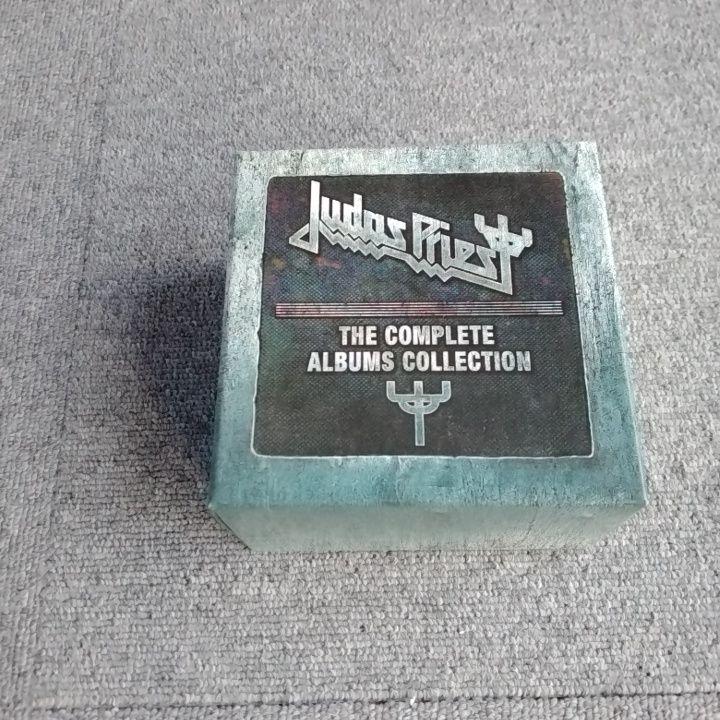 Judas Priest
THE COMPLETE
ALBUMS COLLECTION